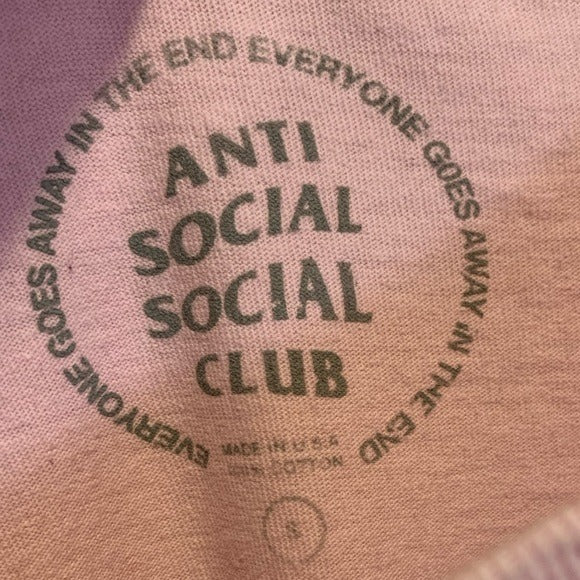 EVERYONE GOES AWAY IN THE END EVERYONE GOES AWAY IN THE END
ANTI
SOCIAL
SOCIAL
CLUB
MADE IN U S A
100% COTTON
S